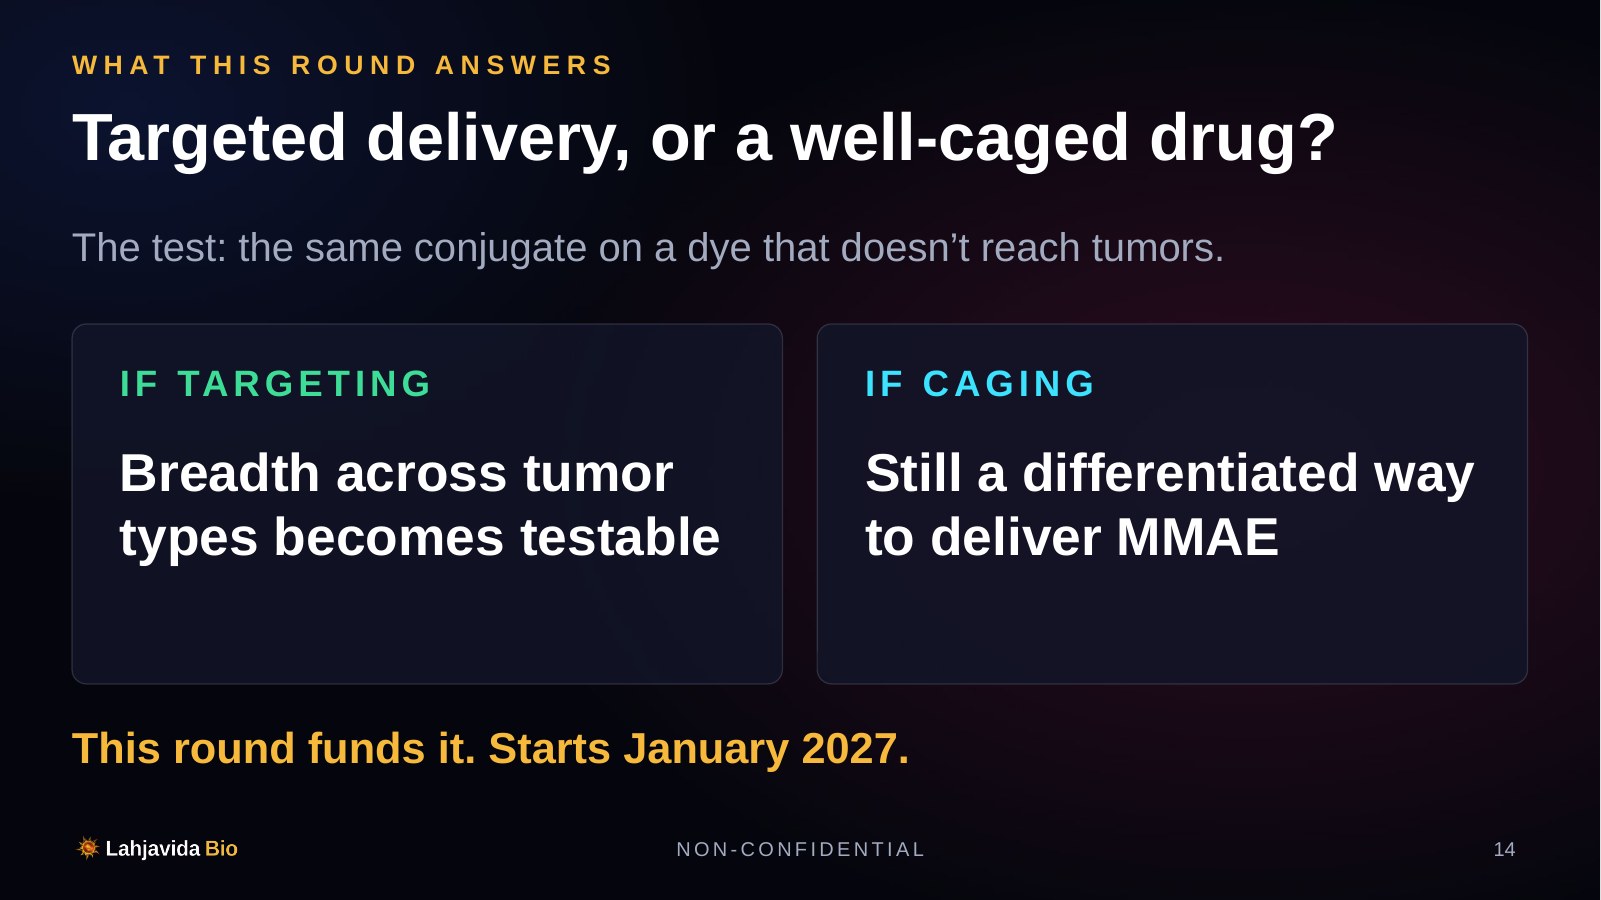 WHAT THIS ROUND ANSWERS
Targeted delivery, or a well-caged drug?
The test: the same conjugate on a dye that doesn’t reach tumors.
IF TARGETING
Breadth across tumor
types becomes testable
IF CAGING
Still a differentiated way
to deliver MMAE
This round funds it. Starts January 2027.
Lahjavida Bio
NON-CONFIDENTIAL
14